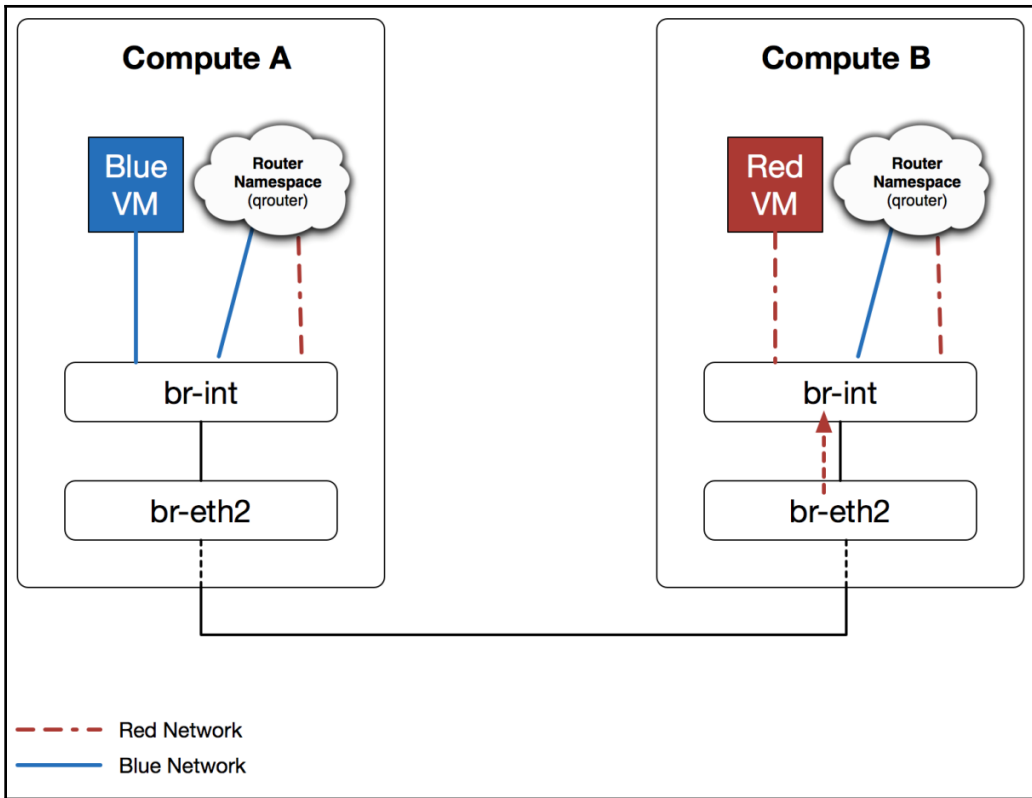 Compute A
Blue
VM
Router
Namespace
(qrouter)
br-int
br-eth2
Compute B
Red
VM
Router
Namespace
(qrouter)
br-int
br-eth2
Red Network
Blue Network